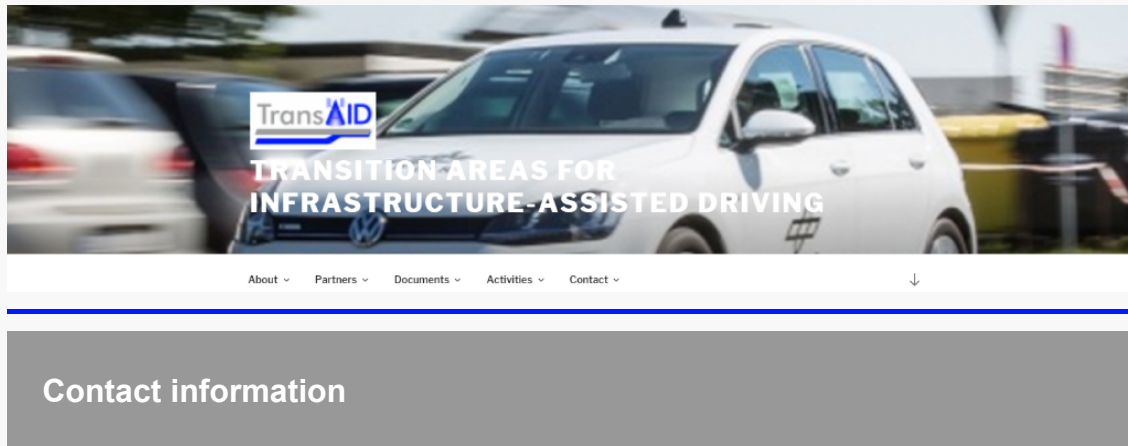 TransAID
TRANSITION AREAS FOR
INFRASTRUCTURE-ASSISTED DRIVING
About
Partners
Documents
Activities
Contact
Contact information